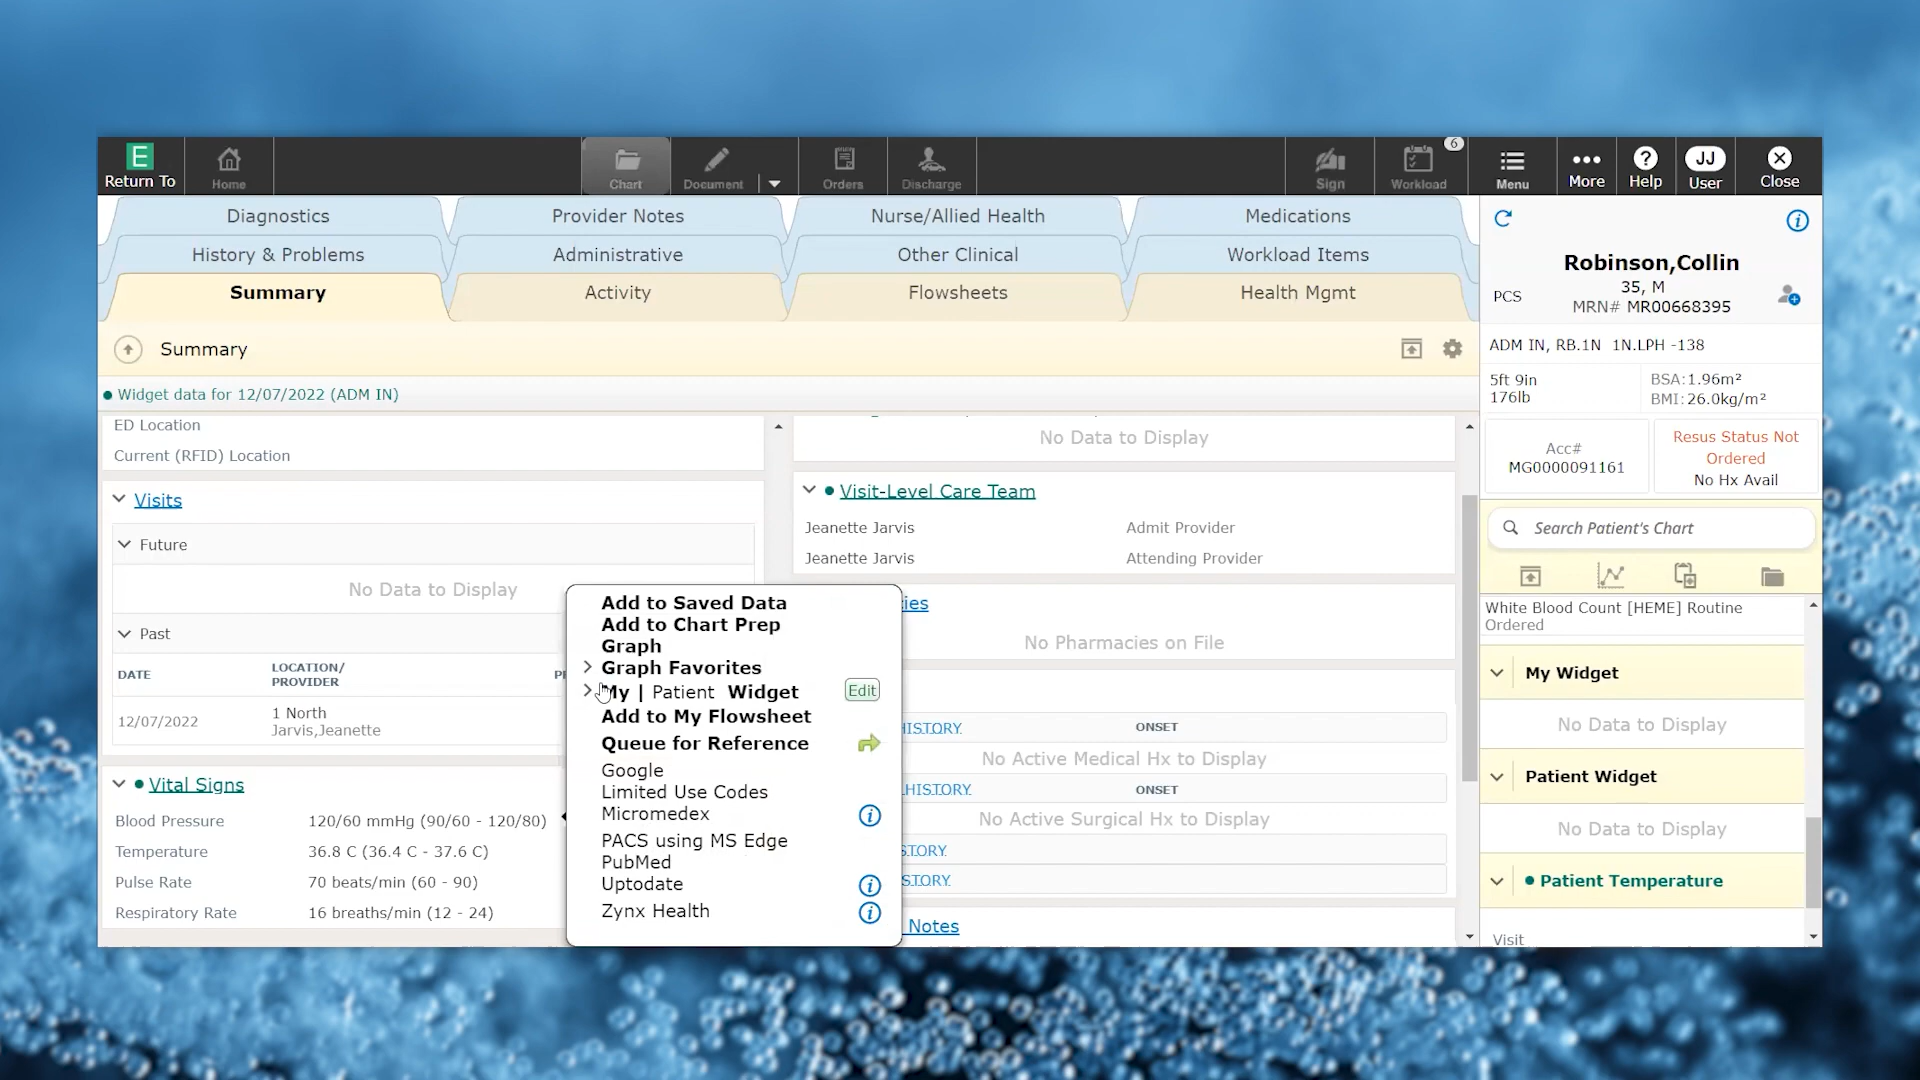 E
Return To
Home
Chart
Document
Orders
Discharge
Sign
6
Workload
Menu
More
?
Help
JJ
User
Close
Diagnostics
Provider Notes
Nurse/Allied Health
Medications
History & Problems
Administrative
Other Clinical
Workload Items
Summary
Activity
Flowsheets
Health Mgmt
Summary
Widget data for 12/07/2022 (ADM IN)
ED Location
Current (RFID) Location
Visits
Future
No Data to Display
Past
DATE
LOCATION/
PROVIDER
12/07/2022
1 North
Jarvis,Jeanette
Vital Signs
Blood Pressure 120/60 mmHg (90/60 - 120/80)
Temperature 36.8 C (36.4 C - 37.6 C)
Pulse Rate 70 beats/min (60 - 90)
Respiratory Rate 16 breaths/min (12 - 24)
Add to Saved Data
Add to Chart Prep
Graph
Graph Favorites
My | Patient Widget Edit
Add to My Flowsheet
Queue for Reference
Google
Limited Use Codes
Micromedex
PACS using MS Edge
PubMed
Uptodate
Zynx Health
No Data to Display
Visit-Level Care Team
Jeanette Jarvis Admit Provider
Jeanette Jarvis Attending Provider
ies
No Pharmacies on File
HISTORY ONSET
No Active Medical Hx to Display
HISTORY ONSET
No Active Surgical Hx to Display
STORY
STORY
Notes
Robinson,Collin
35, M
PCS
MRN# MR00668395
ADM IN, RB.1N 1N.LPH -138
5ft 9in
176lb
BSA:1.96m²
BMI:26.0kg/m²
Acc#
MG0000091161
Resus Status Not
Ordered
No Hx Avail
Search Patient's Chart
White Blood Count [HEME] Routine
Ordered
My Widget
No Data to Display
Patient Widget
No Data to Display
Patient Temperature
Visit